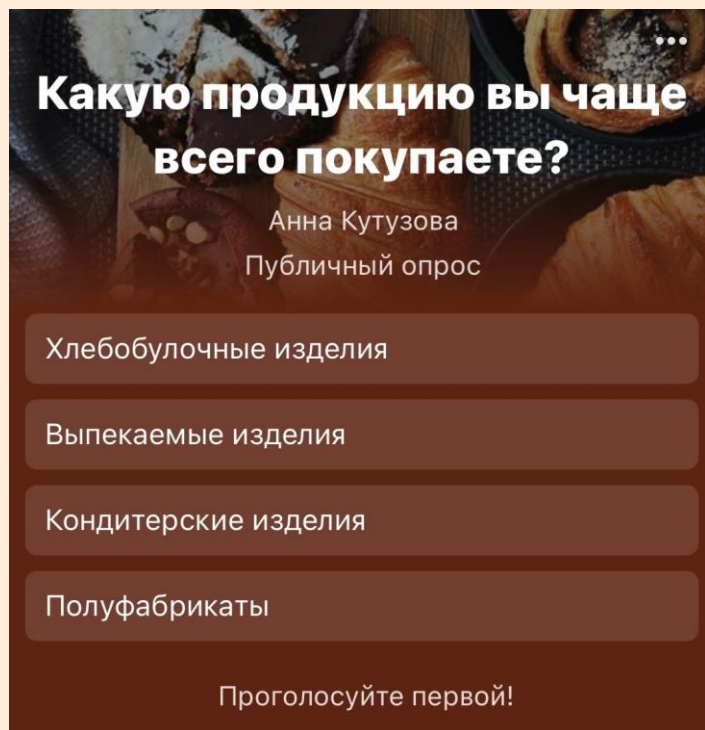 Какую продукцию вы чаще
всего покупаете?
Анна Кутузова
Публичный опрос
Хлебобулочные изделия
Выпекаемые изделия
Кондитерские изделия
Полуфабрикаты
Проголосуйте первой!